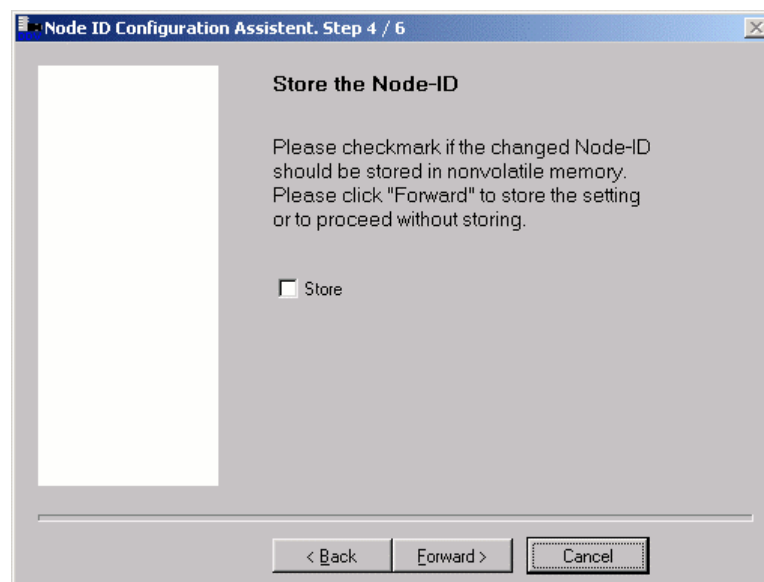 Node ID Configuration Assistent. Step 4 / 6
Store the Node-ID
Please checkmark if the changed Node-ID
should be stored in nonvolatile memory.
Please click "Forward" to store the setting
or to proceed without storing.
Store
< Back
Forward >
Cancel